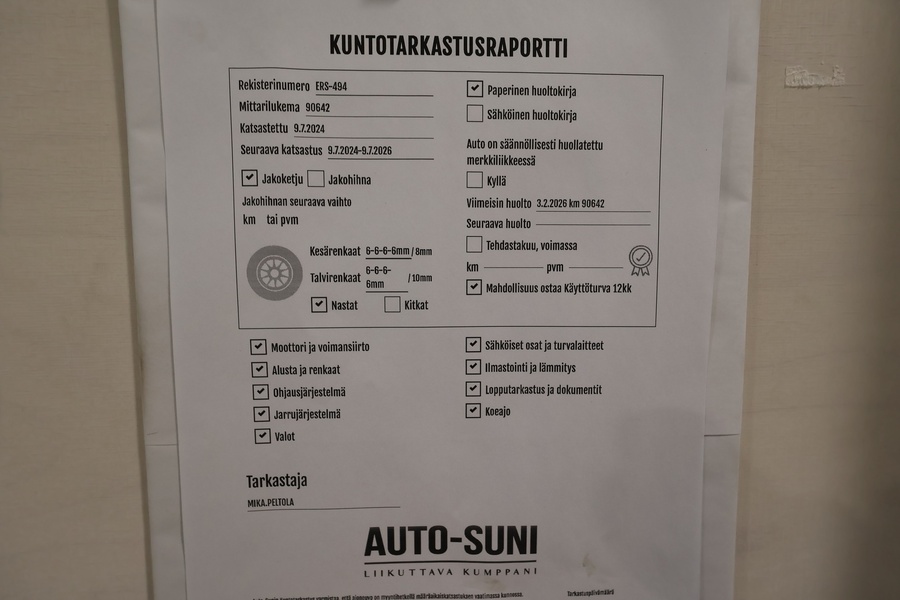 KUNTOTARKASTUSRAPORTTI
Rekisterinumero ERS-494
Mittarilukema 90642
Katsastettu 9.7.2024
Seuraava katsastus 9.7.2024-9.7.2026
Jakoketju Jakohihna
Jakohihnan seuraava vaihto
km tai pvm
Kesärenkaat 6-6-6-6mm / 8mm
Talvirenkaat 6-6-6-
6mm / 10mm
Nastat Kitkat
Paperinen huoltokirja
Sähköinen huoltokirja
Auto on säännöllisesti huollatettu
merkkiliikkeessä
Kyllä
Viimeisin huolto 3.2.2026 km 90642
Seuraava huolto
Tehdastakuu, voimassa
km pvm
Mahdollisuus ostaa Käyttöturva 12kk
Moottori ja voimansiirto
Alusta ja renkaat
Ohjausjärjestelmä
Jarrujärjestelmä
Valot
Sähköiset osat ja turvalaitteet
Ilmastointi ja lämmitys
Lopputarkastus ja dokumentit
Koeajo
Tarkastaja
MIKA.PELTOLA
AUTO-SUNI
LIIKUTTAVA KUMPPANI
Tarkastuspäivämäärä